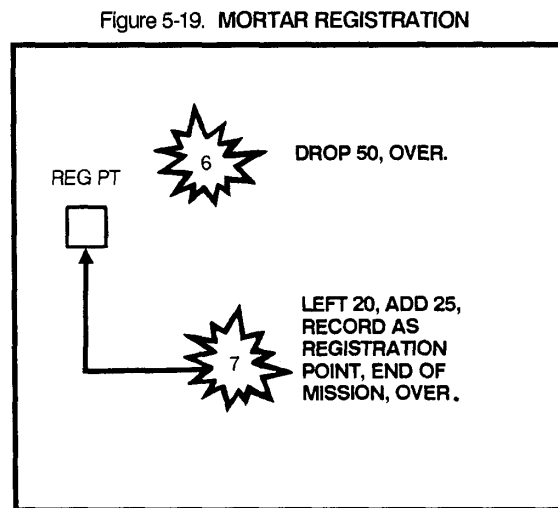 Figure 5-19. MORTAR REGISTRATION
6
DROP 50, OVER.
REG PT
7
LEFT 20, ADD 25,
RECORD AS
REGISTRATION
POINT, END OF
MISSION, OVER.